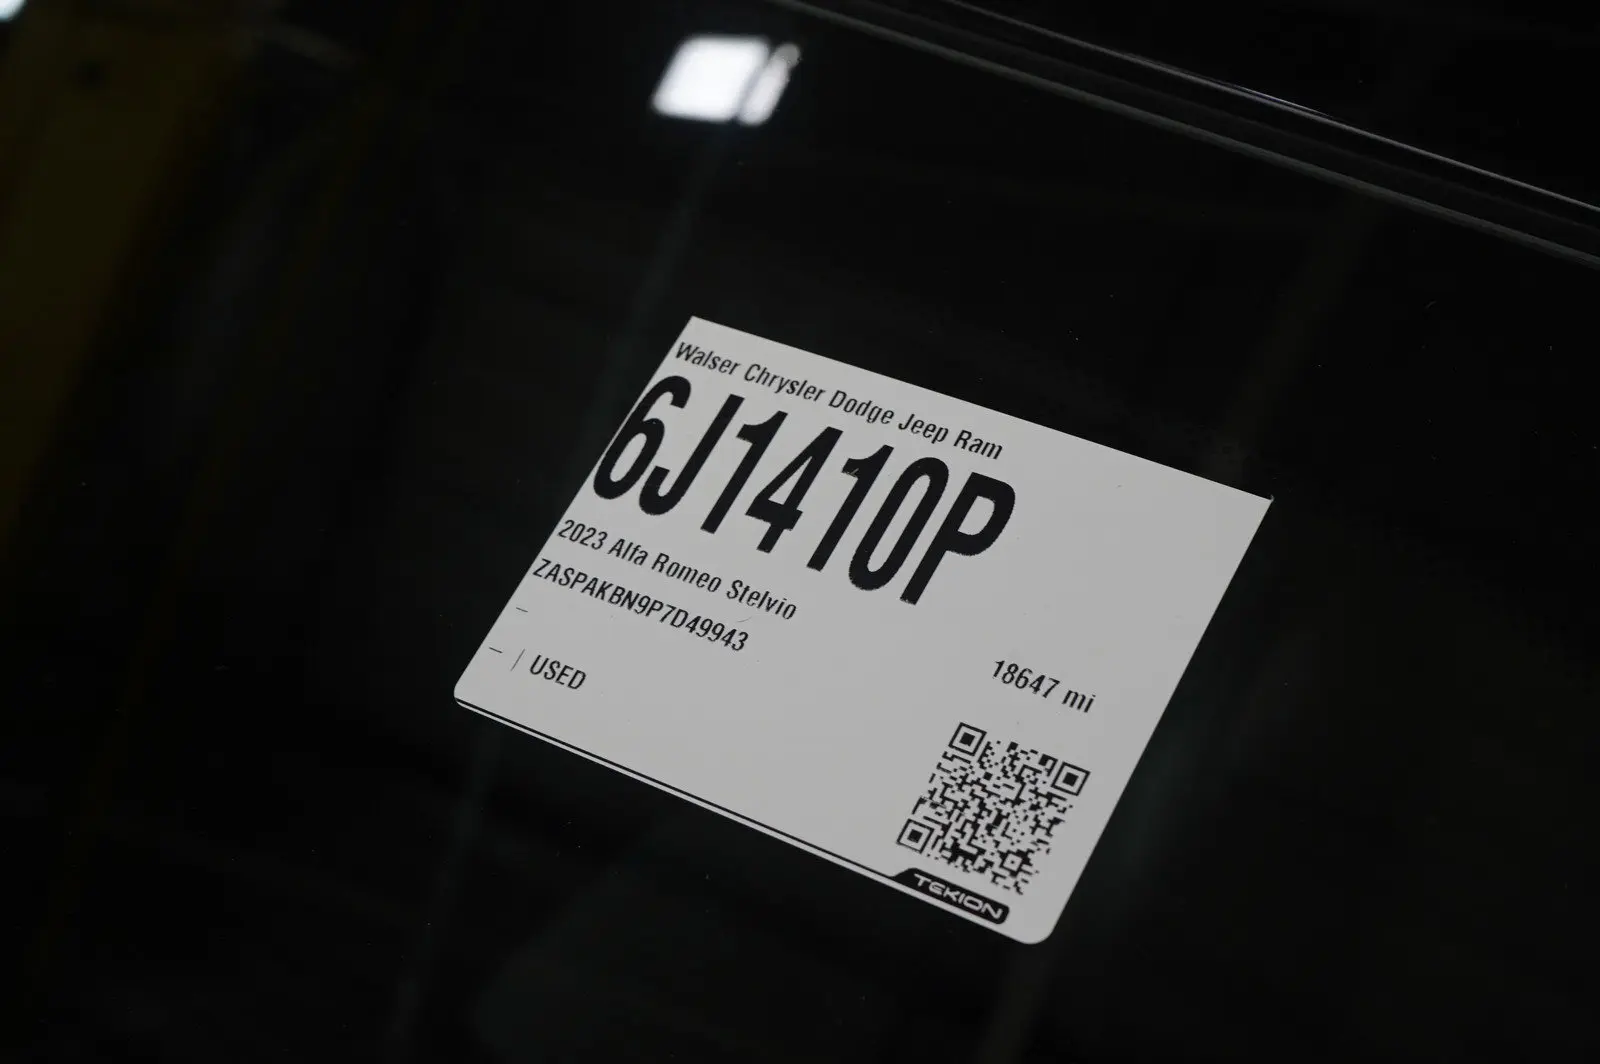 Walser Chrysler Dodge Jeep Ram
6J1410P
2023 Alfa Romeo Stelvio
ZASPAKBN9P7D49943
–
– | USED
18647 mi
TEKION